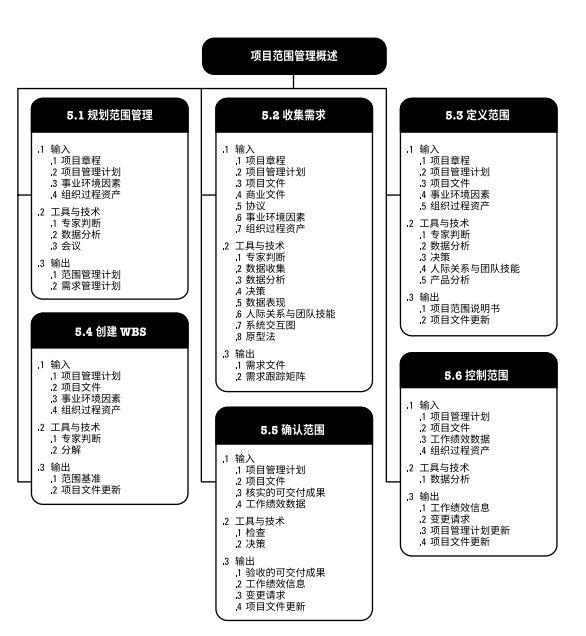 项目范围管理概述
5.1 规划范围管理
.1 输入
.1 项目章程
.2 项目管理计划
.3 事业环境因素
.4 组织过程资产
.2 工具与技术
.1 专家判断
.2 数据分析
.3 会议
.3 输出
.1 范围管理计划
.2 需求管理计划
5.2 收集需求
.1 输入
.1 项目章程
.2 项目管理计划
.3 项目文件
.4 商业文件
.5 协议
.6 事业环境因素
.7 组织过程资产
.2 工具与技术
.1 专家判断
.2 数据收集
.3 数据分析
.4 决策
.5 数据表现
.6 人际关系与团队技能
.7 系统交互图
.8 原型法
.3 输出
.1 需求文件
.2 需求跟踪矩阵
5.3 定义范围
.1 输入
.1 项目章程
.2 项目管理计划
.3 项目文件
.4 事业环境因素
.5 组织过程资产
.2 工具与技术
.1 专家判断
.2 数据分析
.3 决策
.4 人际关系与团队技能
.5 产品分析
.3 输出
.1 项目范围说明书
.2 项目文件更新
5.4 创建 WBS
.1 输入
.1 项目管理计划
.2 项目文件
.3 事业环境因素
.4 组织过程资产
.2 工具与技术
.1 专家判断
.2 分解
.3 输出
.1 范围基准
.2 项目文件更新
5.5 确认范围
.1 输入
.1 项目管理计划
.2 项目文件
.3 核实的可交付成果
.4 工作绩效数据
.2 工具与技术
.1 检查
.2 决策
.3 输出
.1 验收的可交付成果
.2 工作绩效信息
.3 变更请求
.4 项目文件更新
5.6 控制范围
.1 输入
.1 项目管理计划
.2 项目文件
.3 工作绩效数据
.4 组织过程资产
.2 工具与技术
.1 数据分析
.3 输出
.1 工作绩效信息
.2 变更请求
.3 项目管理计划更新
.4 项目文件更新